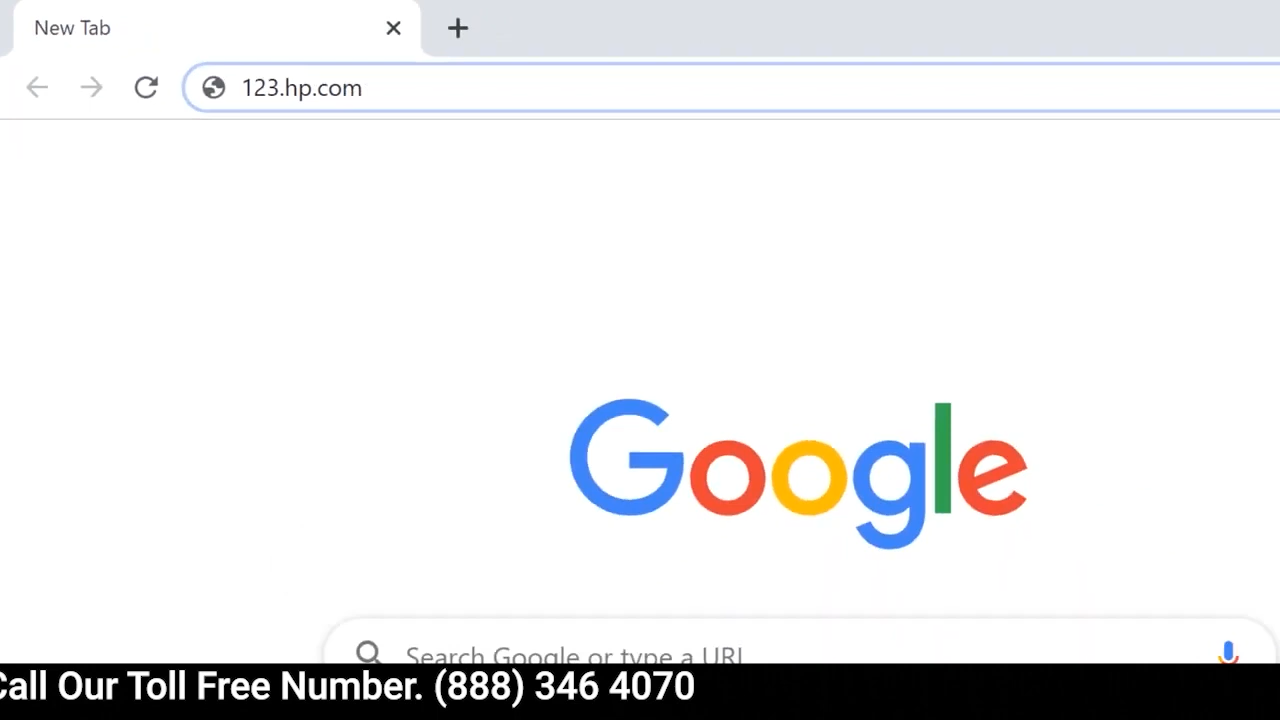 New Tab
123.hp.com
Google
Search Google or type a URL
Call Our Toll Free Number. (888) 346 4070